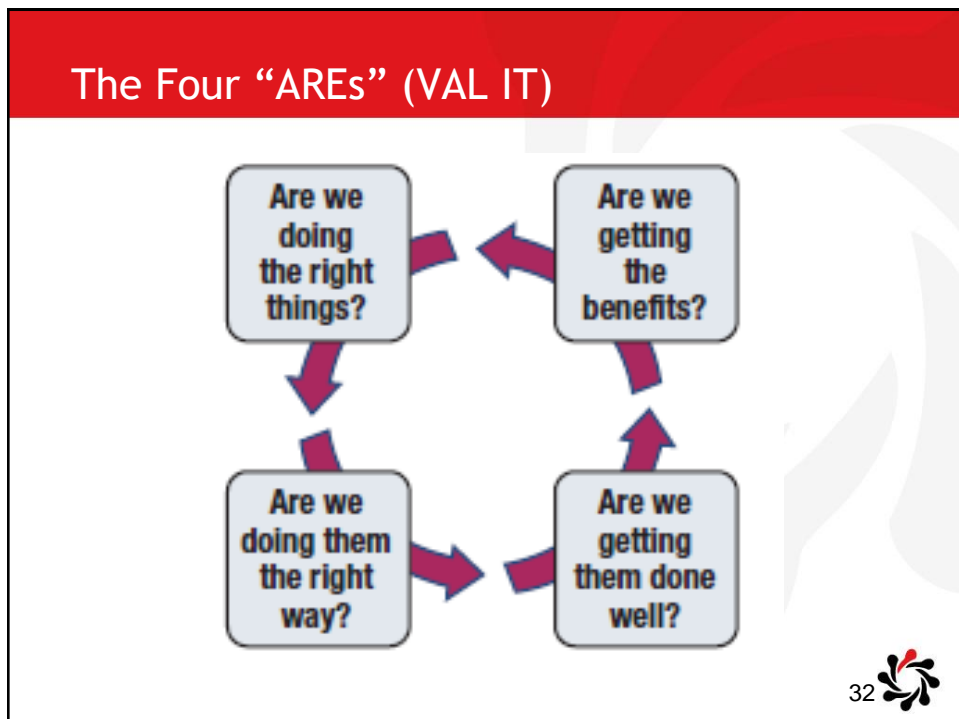 The Four “AREs” (VAL IT)
Are we
doing
the right
things?
Are we
getting
the
benefits?
Are we
doing them
the right
way?
Are we
getting
them done
well?
32